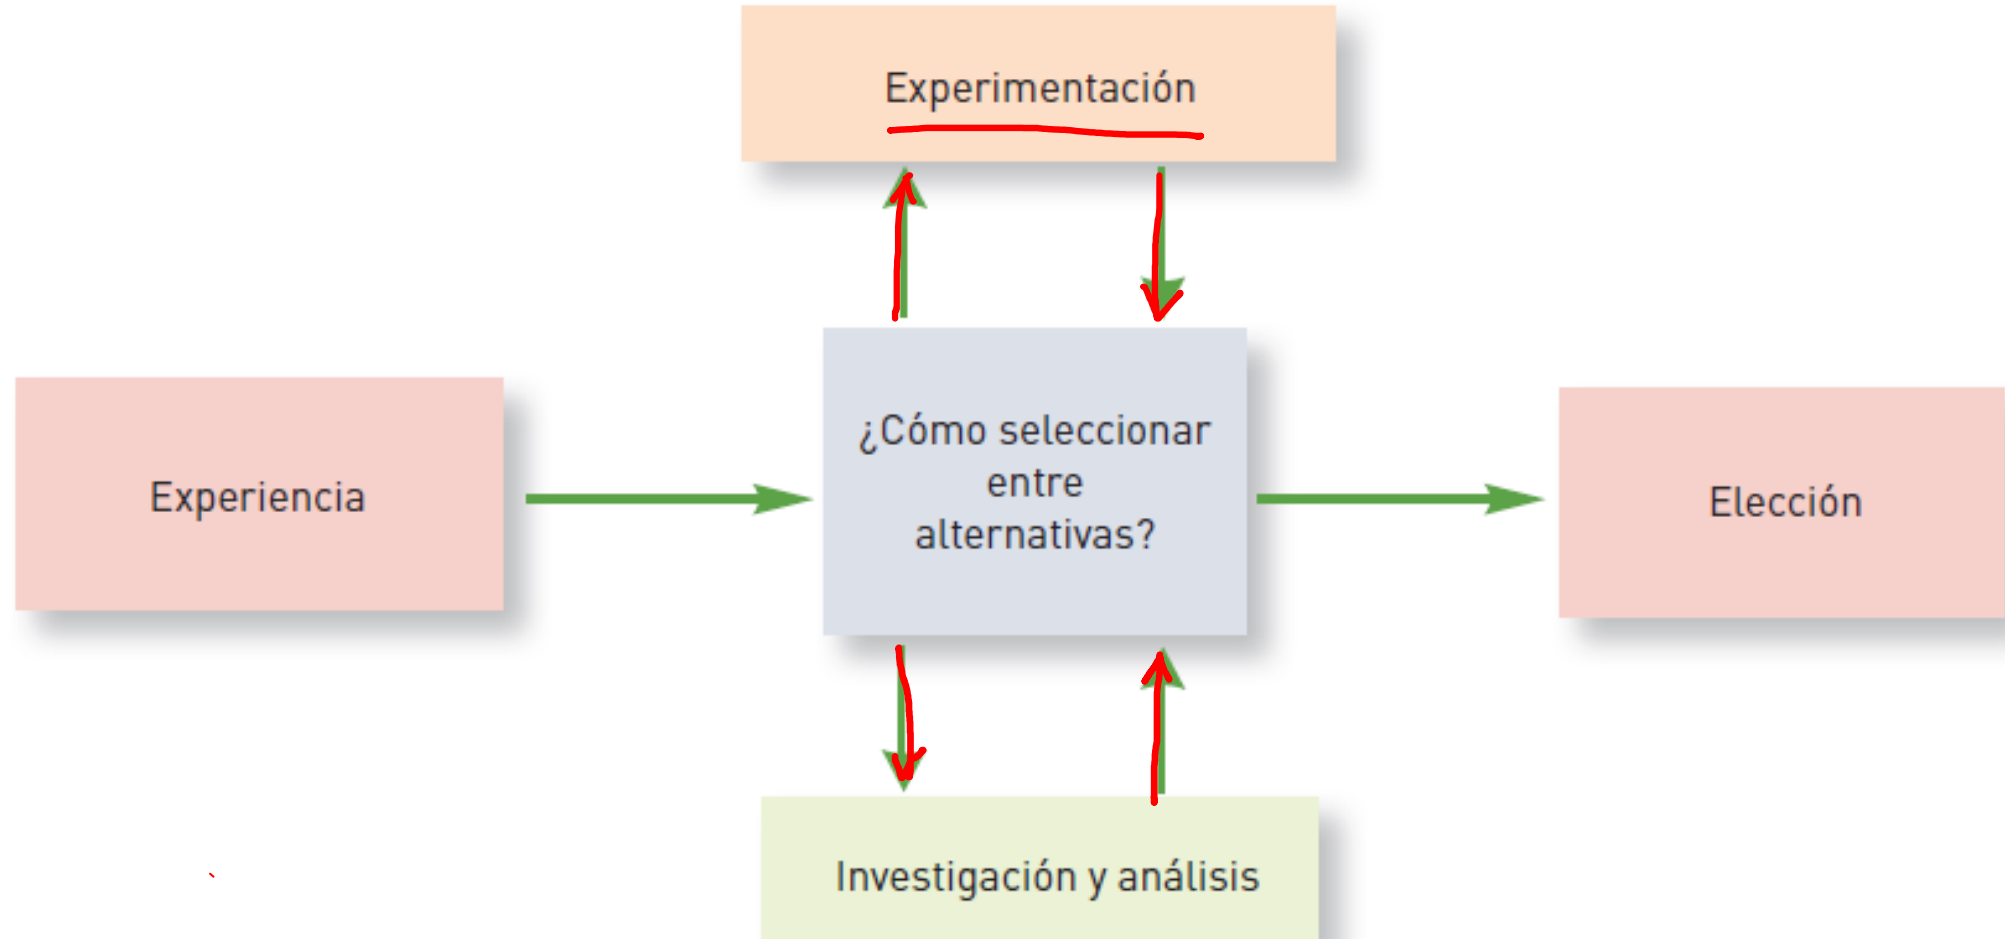 Experimentación
Experiencia
¿Cómo seleccionar
entre
alternativas?
Elección
Investigación y análisis